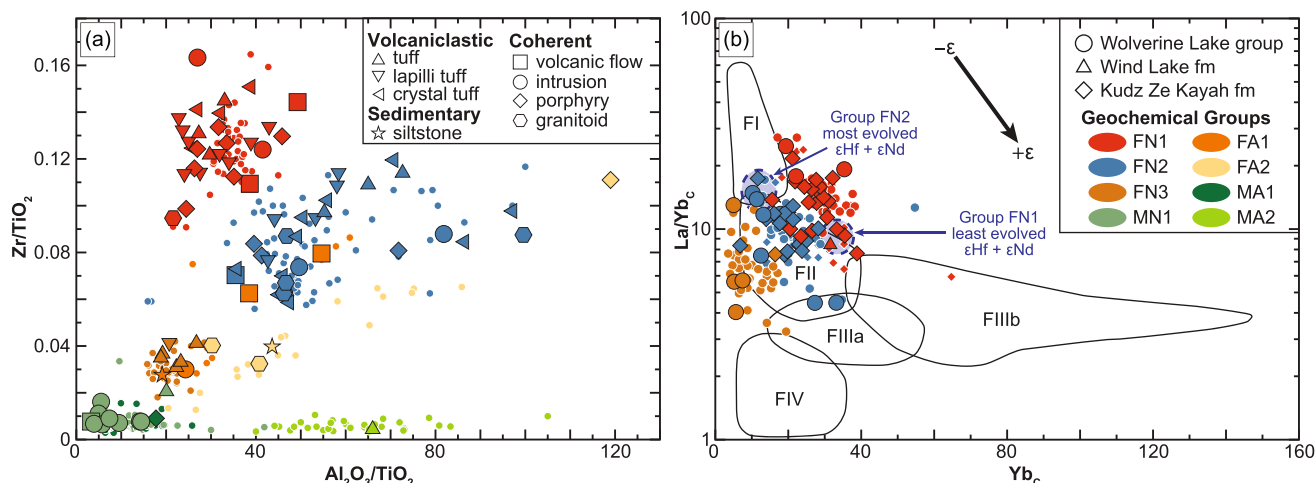 (a)
Zr/TiO₂
0.16
0.12
0.08
0.04
0
0
40
80
120
Al₂O₃/TiO₂
Volcaniclastic
tuff
lapilli tuff
crystal tuff
Sedimentary
siltstone
Coherent
volcanic flow
intrusion
porphyry
granitoid
(b)
La/Yb_C
100
10
1
0
40
80
120
160
Yb_C
−ε
+ε
Group FN2
most evolved
εHf + εNd
Group FN1
least evolved
εHf + εNd
FI
FII
FIIIa
FIIIb
FIV
Wolverine Lake group
Wind Lake fm
Kudz Ze Kayah fm
Geochemical Groups
FN1
FA1
FN2
FA2
FN3
MA1
MN1
MA2